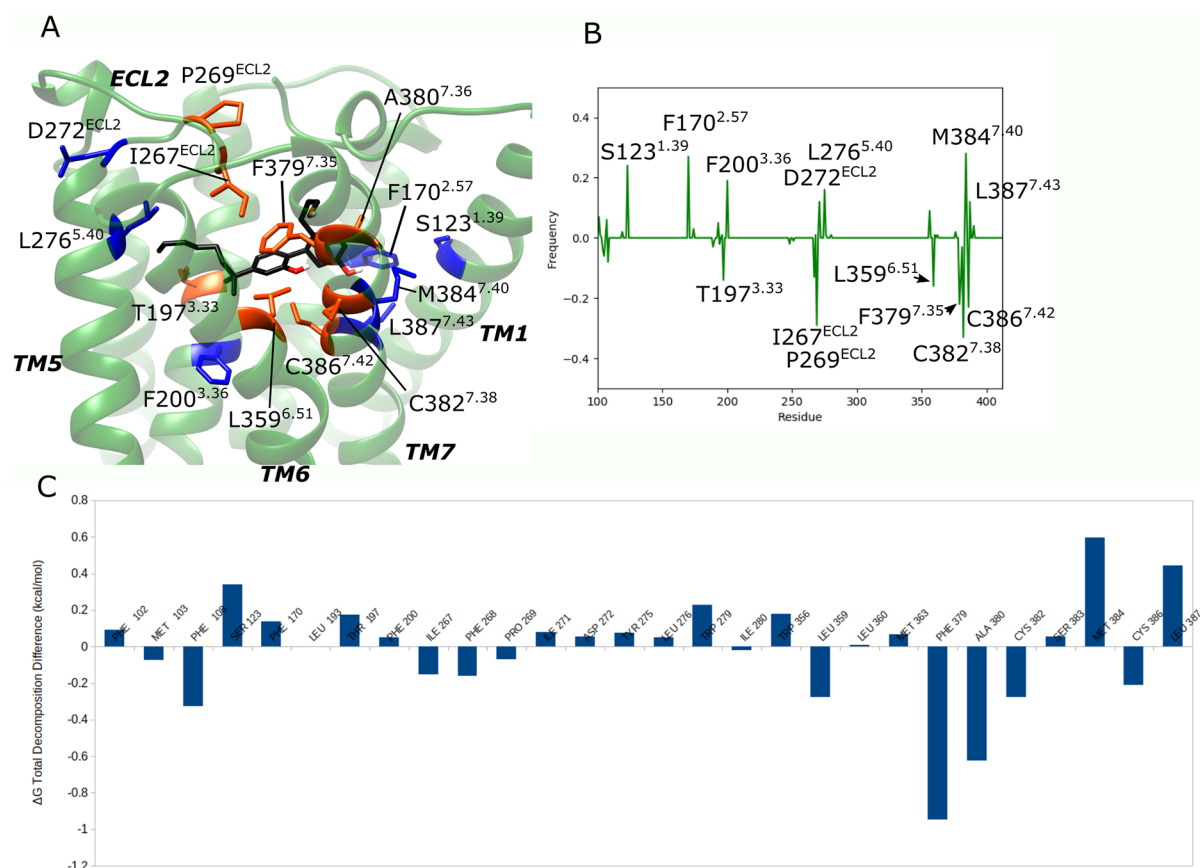 A
ECL2
P269ECL2
A3807.36
D272ECL2
I267ECL2
F3797.35
F1702.57
S1231.39
L2765.40
M3847.40
T1973.33
L3877.43
TM1
TM5
C3867.42
F2003.36
C3827.38
L3596.51
TM7
TM6
B
0.4
0.2
0.0
−0.2
−0.4
Frequency
F1702.57
M3847.40
S1231.39
L2765.40
F2003.36
D272ECL2
L3877.43
L3596.51
T1973.33
F3797.35
C3867.42
I267ECL2
C3827.38
P269ECL2
100 150 200 250 300 350 400
Residue
C
ΔG Total Decomposition Difference (kcal/mol)
0.8
0.6
0.4
0.2
0
-0.2
-0.4
-0.6
-0.8
-1
-1.2
PHE 102
MET 103
PHE 108
SER 123
PHE 170
LEU 193
THR 197
PHE 200
ILE 267
PHE 268
PRO 269
ILE 271
ASP 272
TYR 275
LEU 276
TRP 279
ILE 280
TRP 356
LEU 359
LEU 360
MET 363
PHE 379
ALA 380
CYS 382
SER 383
MET 384
CYS 386
LEU 387